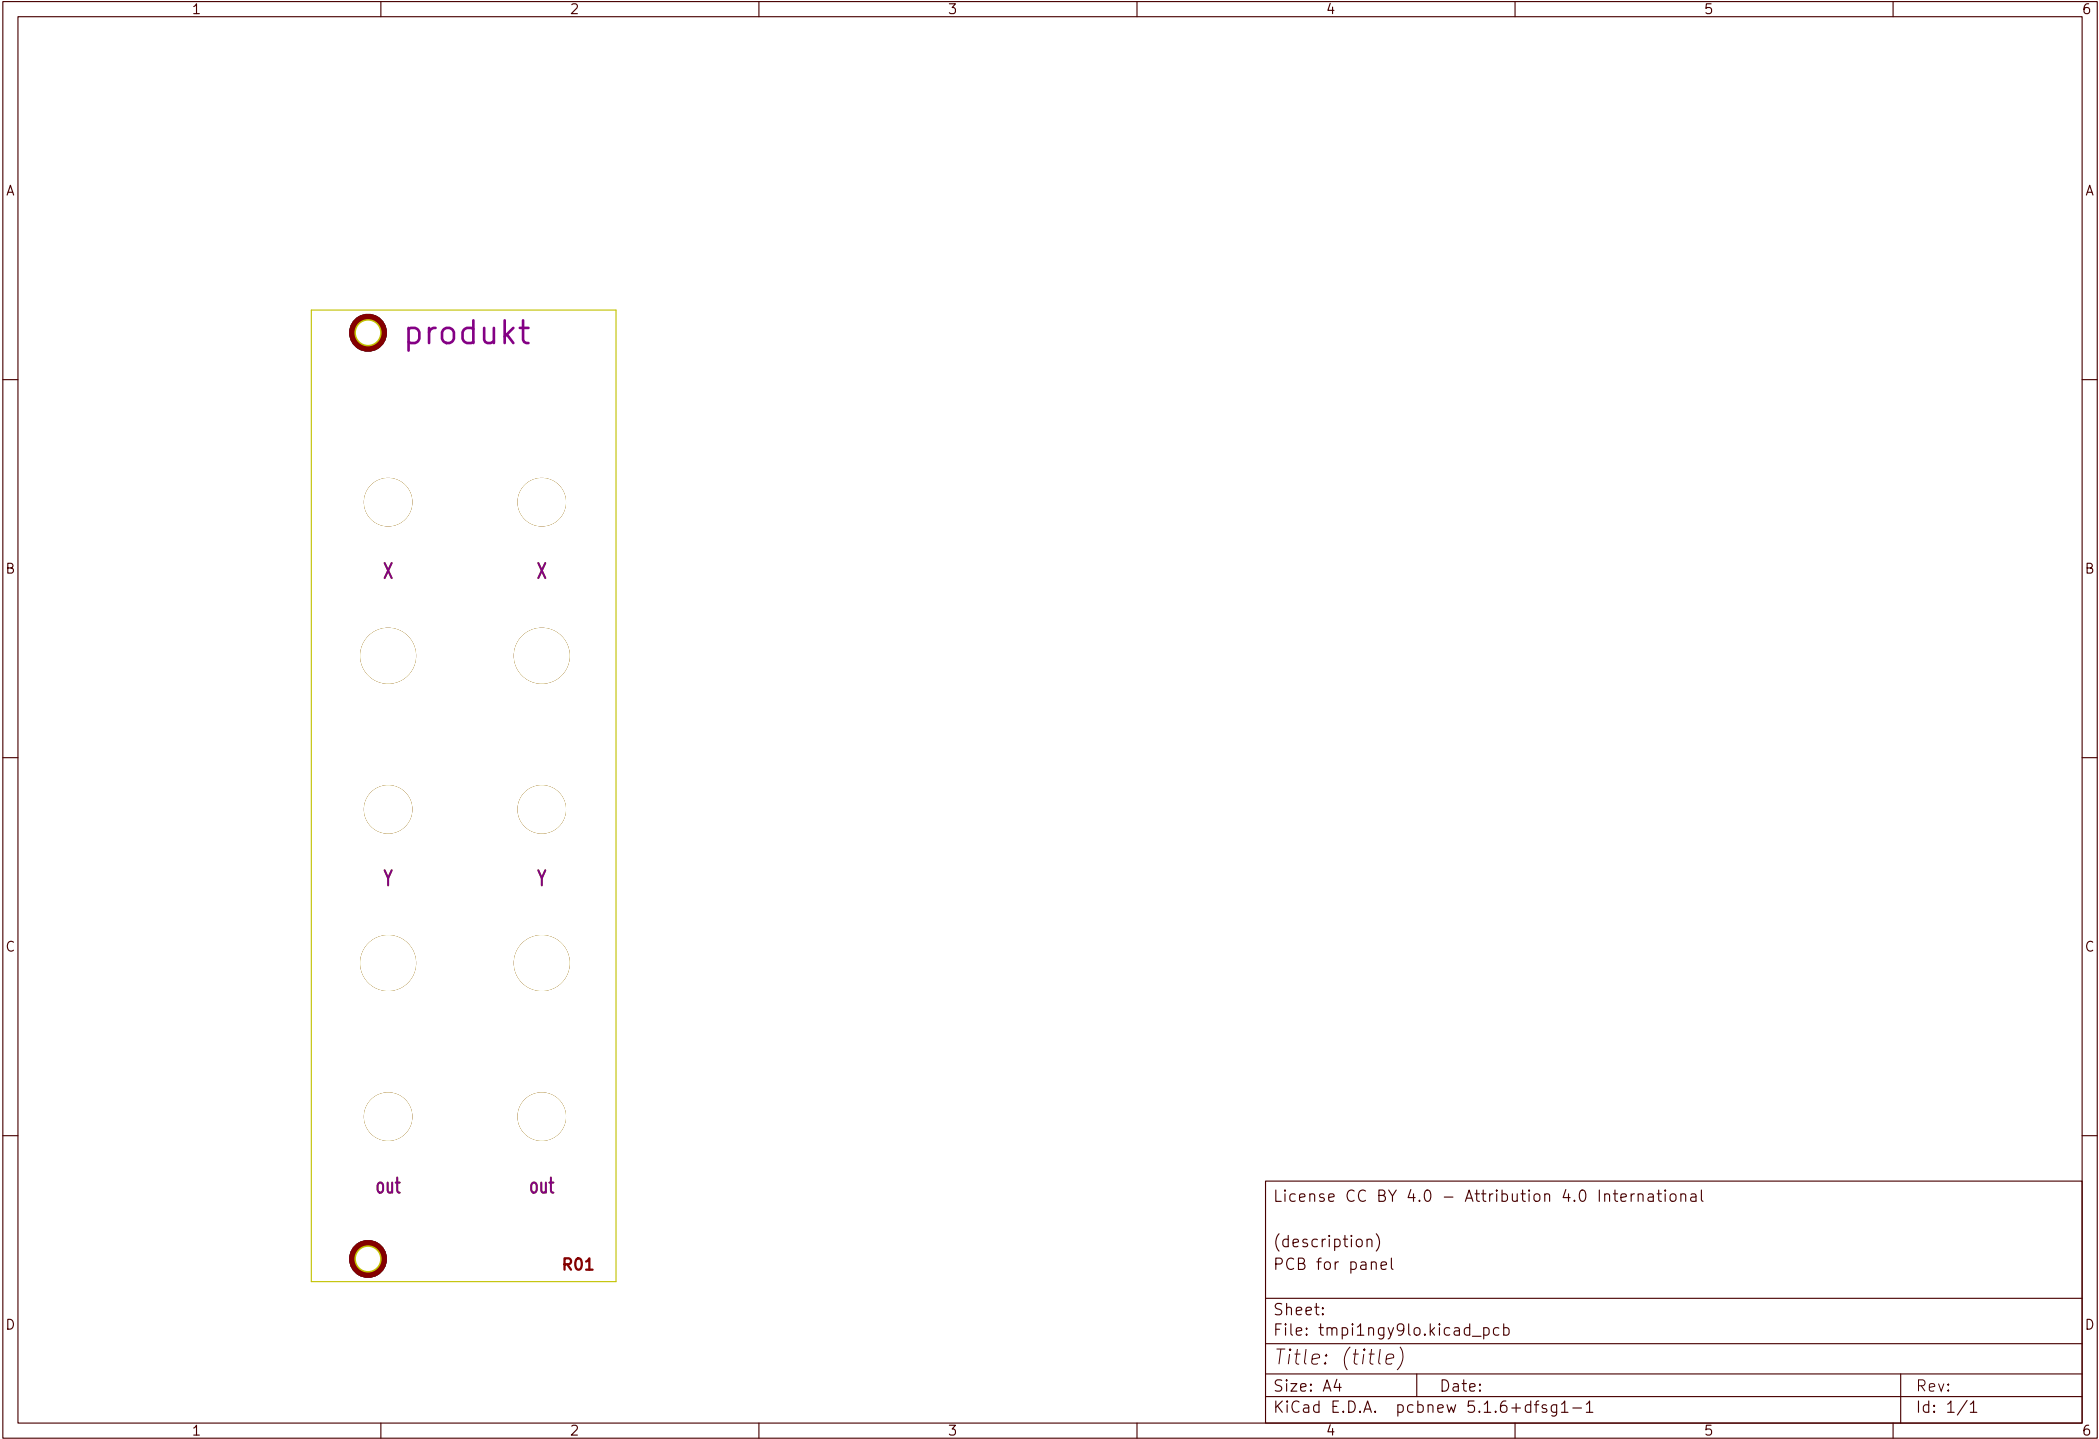 1 2 3 4 5 6
A A
produkt
X X
B B
Y Y
C C
out out
License CC BY 4.0 – Attribution 4.0 International
(description)
R01
PCB for panel
Sheet:
D D
File: tmpi1ngy9lo.kicad_pcb
Title: (title)
Size: A4 Date: Rev:
KiCad E.D.A. pcbnew 5.1.6+dfsg1-1 Id: 1/1
1 2 3 4 5 6